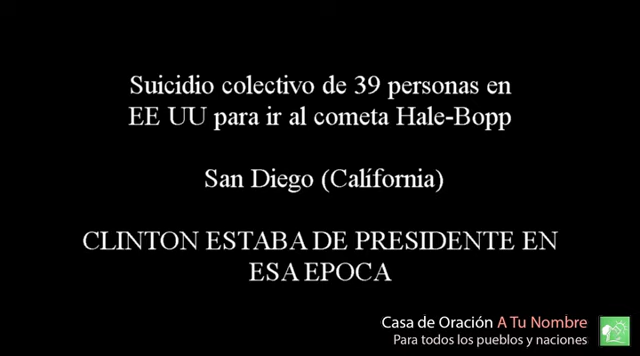 Suicidio colectivo de 39 personas en
EE UU para ir al cometa Hale-Bopp
San Diego (Calífornia)
CLINTON ESTABA DE PRESIDENTE EN
ESA EPOCA
Casa de Oración A Tu Nombre
Para todos los pueblos y naciones